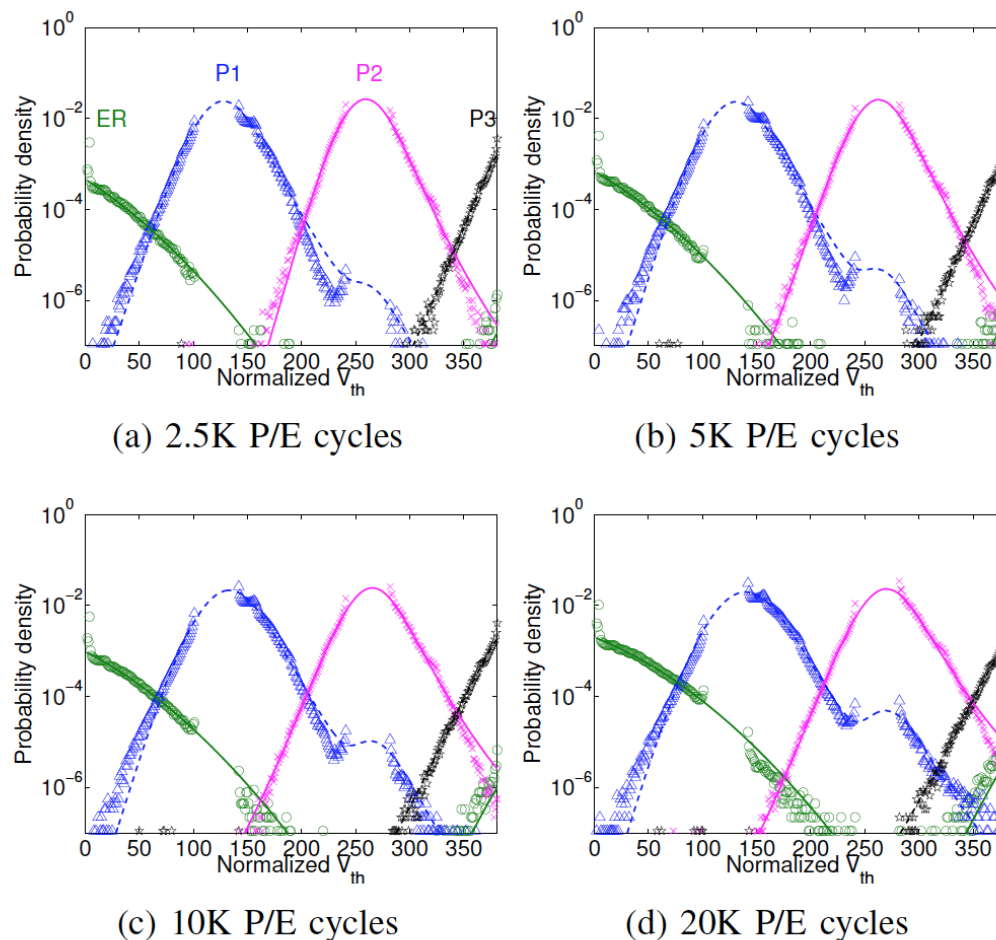 10^0
10^-2
10^-4
10^-6
Probability density
ER
P1
P2
P3
0 50 100 150 200 250 300 350
Normalized V_th
(a) 2.5K P/E cycles
10^0
10^-2
10^-4
10^-6
Probability density
0 50 100 150 200 250 300 350
Normalized V_th
(b) 5K P/E cycles
10^0
10^-2
10^-4
10^-6
Probability density
0 50 100 150 200 250 300 350
Normalized V_th
(c) 10K P/E cycles
10^0
10^-2
10^-4
10^-6
Probability density
0 50 100 150 200 250 300 350
Normalized V_th
(d) 20K P/E cycles